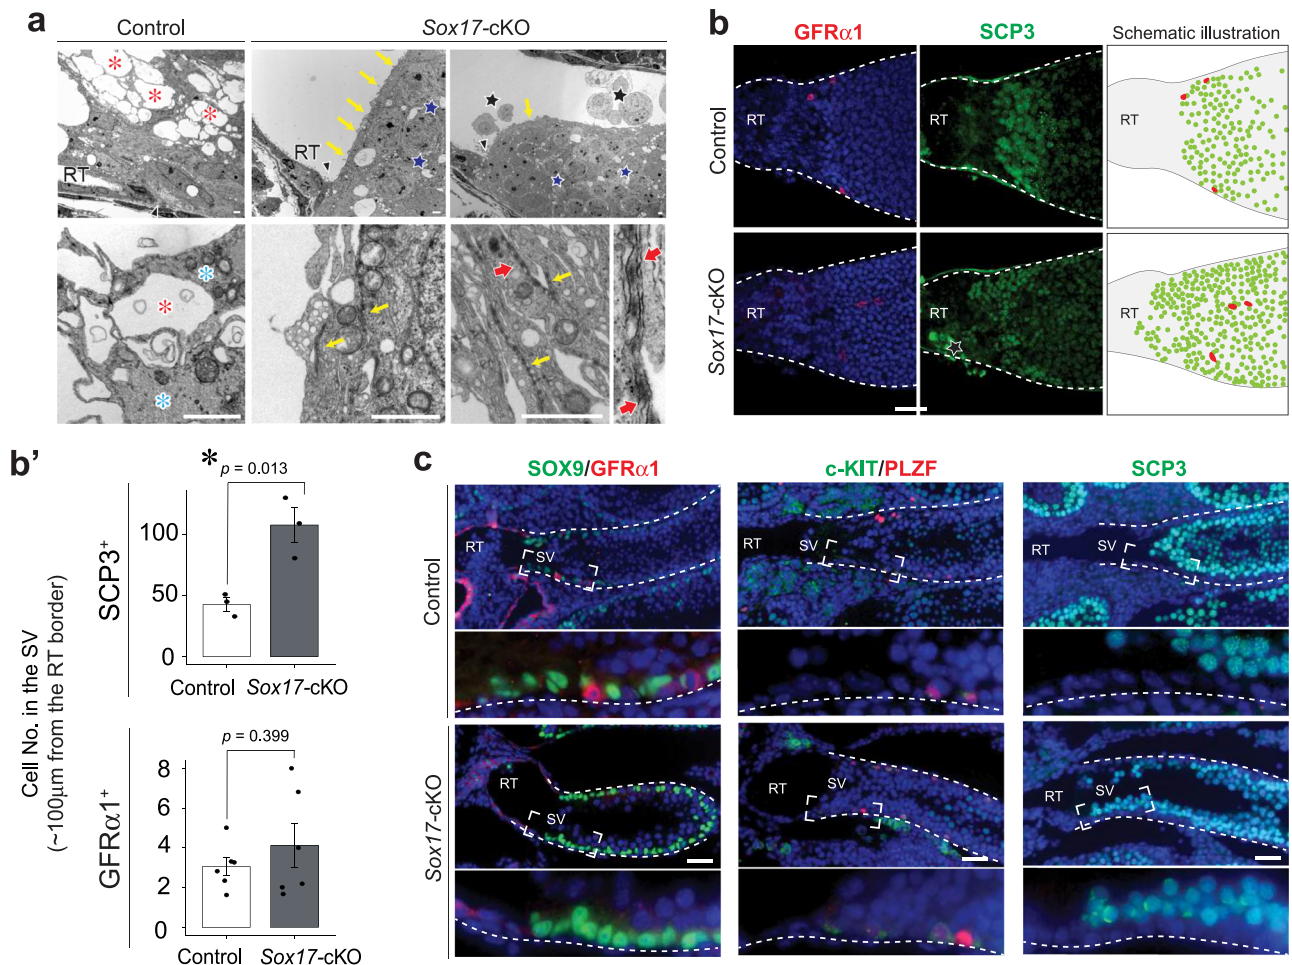 a
Control
Sox17-cKO
RT
RT
b
GFRα1
SCP3
Schematic illustration
Control
RT
RT
RT
Sox17-cKO
RT
RT
RT
b’
Cell No. in the SV
(~100μm from the RT border)
SCP3+
* p = 0.013
100
50
0
Control
Sox17-cKO
GFRα1+
p = 0.399
8
6
4
2
0
Control
Sox17-cKO
c
SOX9/GFRα1
c-KIT/PLZF
SCP3
Control
RT
SV
RT
SV
RT
SV
Sox17-cKO
RT
SV
RT
SV
RT
SV